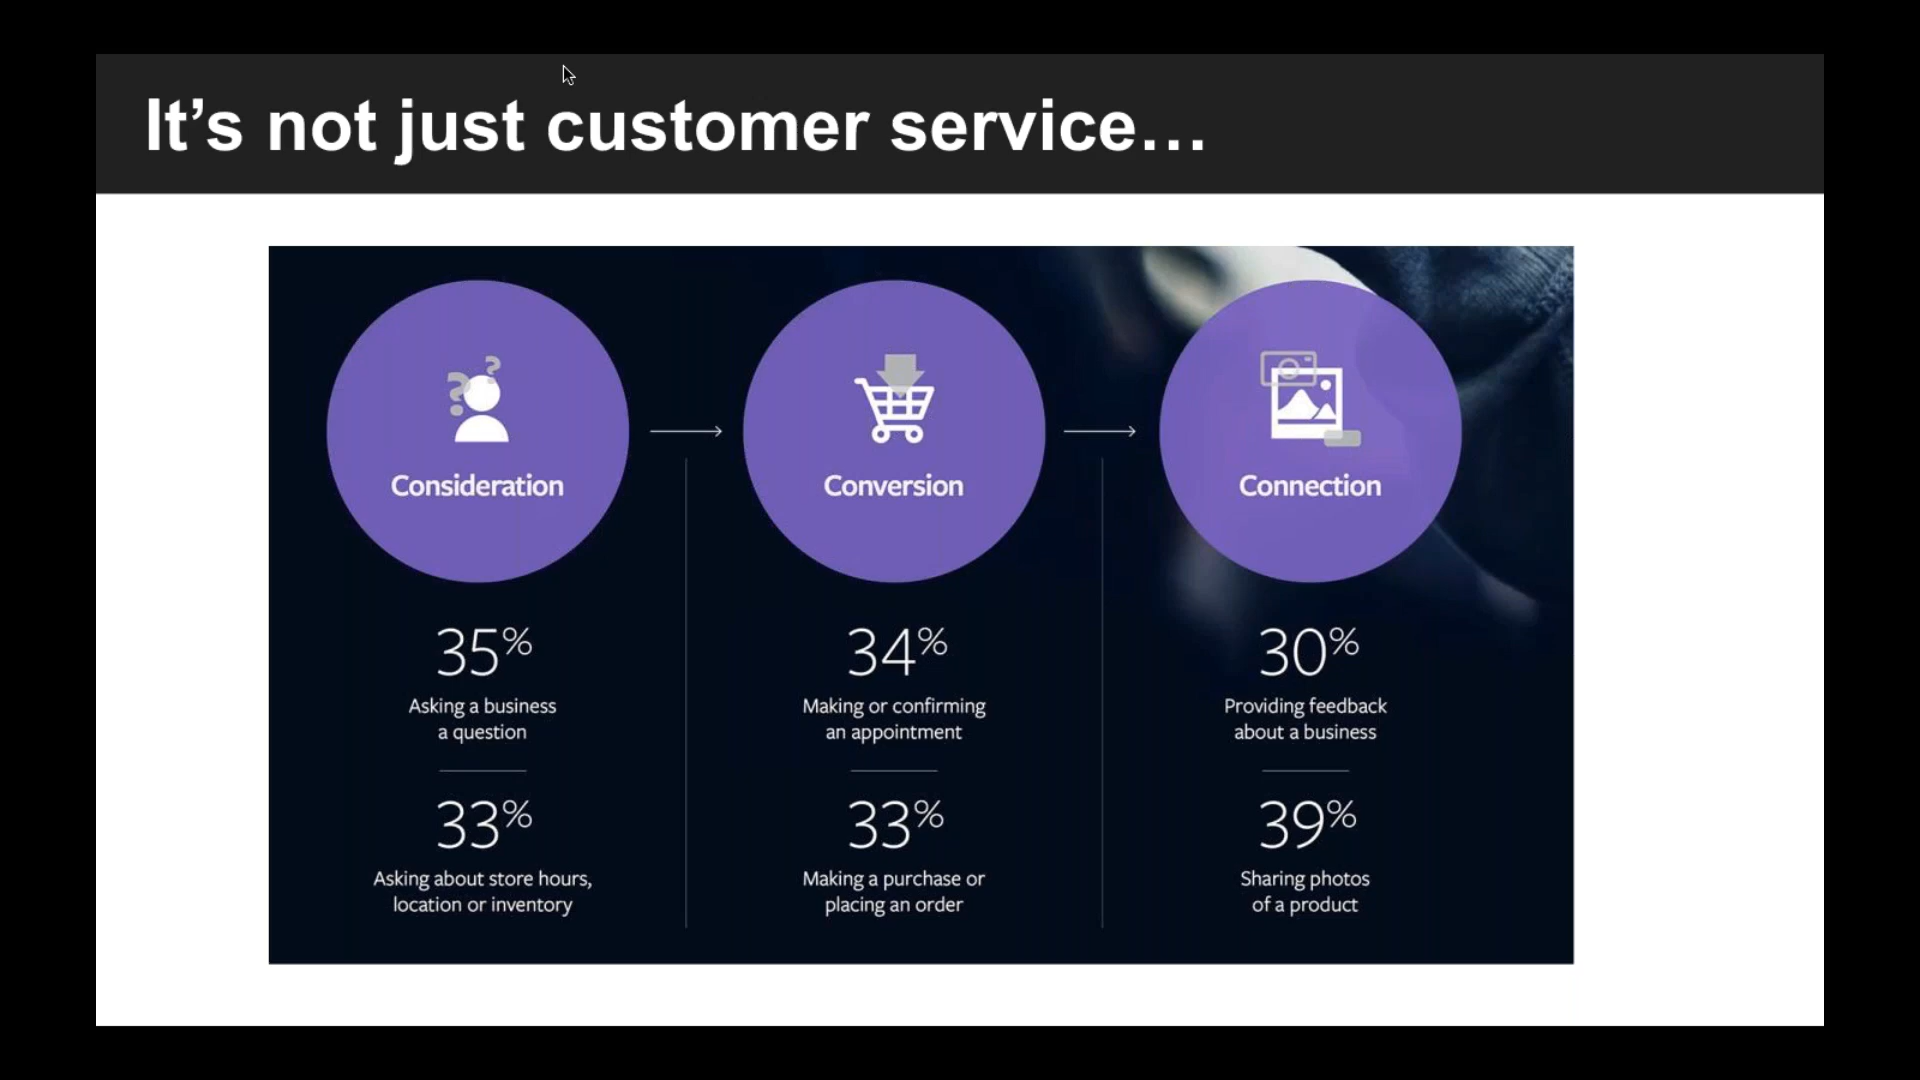 It’s not just customer service…
Consideration
Conversion
Connection
35%
Asking a business
a question
33%
Asking about store hours,
location or inventory
34%
Making or confirming
an appointment
33%
Making a purchase or
placing an order
30%
Providing feedback
about a business
39%
Sharing photos
of a product